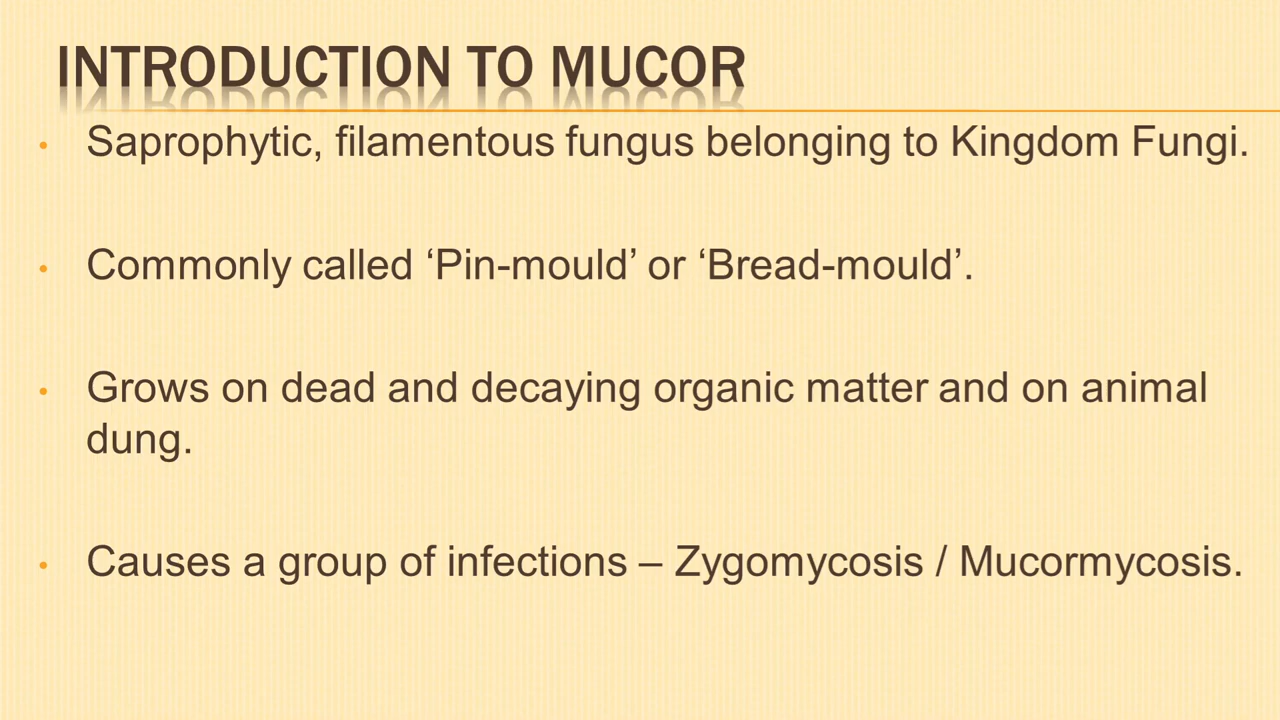 INTRODUCTION TO MUCOR
• Saprophytic, filamentous fungus belonging to Kingdom Fungi.
• Commonly called ‘Pin-mould’ or ‘Bread-mould’.
• Grows on dead and decaying organic matter and on animal
dung.
• Causes a group of infections – Zygomycosis / Mucormycosis.